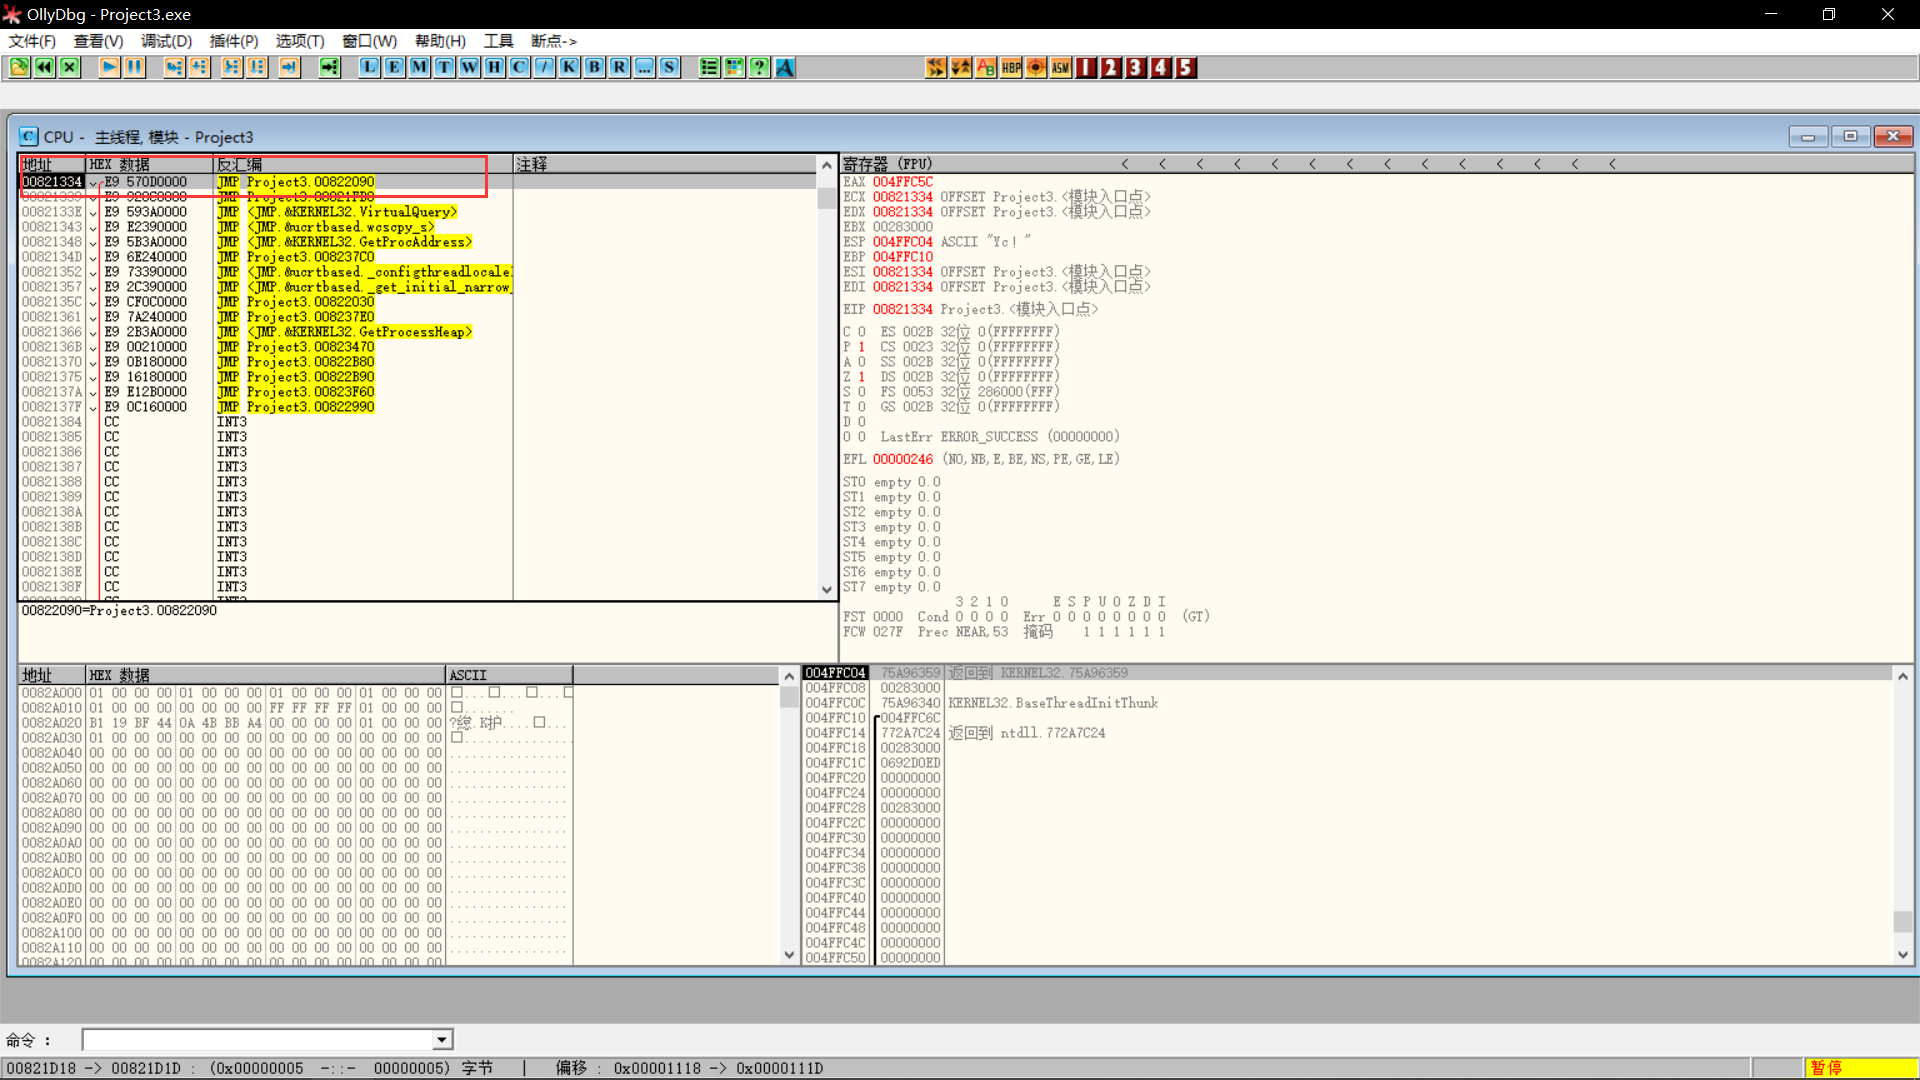 OllyDbg - Project3.exe
文件(F) 查看(V) 调试(D) 插件(P) 选项(T) 窗口(W) 帮助(H) 工具 断点->
L E M T W H C / K B R ... S ? HBP ASM 1 2 3 4 5
CPU - 主线程, 模块 - Project3
地址 HEX 数据 反汇编 注释
00821334 E9 570D0000 JMP Project3.00822090
JMP Project3.00821FB0
0082133E E9 593A0000 JMP <JMP.&KERNEL32.VirtualQuery>
00821343 E9 E2390000 JMP <JMP.&ucrtbased.wcscpy_s>
00821348 E9 5B3A0000 JMP <JMP.&KERNEL32.GetProcAddress>
0082134D E9 6E240000 JMP Project3.008237C0
00821352 E9 73390000 JMP <JMP.&ucrtbased._configthreadlocale
00821357 E9 2C390000 JMP <JMP.&ucrtbased._get_initial_narrow_
0082135C E9 CF0C0000 JMP Project3.00822030
00821361 E9 7A240000 JMP Project3.008237E0
00821366 E9 2B3A0000 JMP <JMP.&KERNEL32.GetProcessHeap>
0082136B E9 00210000 JMP Project3.00823470
00821370 E9 0B180000 JMP Project3.00822B80
00821375 E9 16180000 JMP Project3.00822B90
0082137A E9 E12B0000 JMP Project3.00823F60
0082137F E9 0C160000 JMP Project3.00822990
00821384 CC INT3
00821385 CC INT3
00821386 CC INT3
00821387 CC INT3
00821388 CC INT3
00821389 CC INT3
0082138A CC INT3
0082138B CC INT3
0082138C CC INT3
0082138D CC INT3
0082138E CC INT3
0082138F CC INT3
00822090=Project3.00822090
寄存器 (FPU) < < < < < < < < < < < < < <
EAX 004FFC5C
ECX 00821334 OFFSET Project3.<模块入口点>
EDX 00821334 OFFSET Project3.<模块入口点>
EBX 00283000
ESP 004FFC04 ASCII "Yc!"
EBP 004FFC10
ESI 00821334 OFFSET Project3.<模块入口点>
EDI 00821334 OFFSET Project3.<模块入口点>
EIP 00821334 Project3.<模块入口点>
C 0 ES 002B 32位 0(FFFFFFFF)
P 1 CS 0023 32位 0(FFFFFFFF)
A 0 SS 002B 32位 0(FFFFFFFF)
Z 1 DS 002B 32位 0(FFFFFFFF)
S 0 FS 0053 32位 286000(FFF)
T 0 GS 002B 32位 0(FFFFFFFF)
D 0
O 0 LastErr ERROR_SUCCESS (00000000)
EFL 00000246 (NO,NB,E,BE,NS,PE,GE,LE)
ST0 empty 0.0
ST1 empty 0.0
ST2 empty 0.0
ST3 empty 0.0
ST4 empty 0.0
ST5 empty 0.0
ST6 empty 0.0
ST7 empty 0.0
3 2 1 0 E S P U O Z D I
FST 0000 Cond 0 0 0 0 Err 0 0 0 0 0 0 0 0 (GT)
FCW 027F Prec NEAR,53 掩码 1 1 1 1 1 1
地址 HEX 数据 ASCII
0082A000 01 00 00 00 01 00 00 00 01 00 00 00 01 00 00 00 □...□...□...□
0082A010 01 00 00 00 00 00 00 00 FF FF FF FF 01 00 00 00 □.......
0082A020 B1 19 BF 44 0A 4B BB A4 00 00 00 00 01 00 00 00 .K护....□...
0082A030 01 00 00 00 00 00 00 00 00 00 00 00 00 00 00 00 □...............
0082A040 00 00 00 00 00 00 00 00 00 00 00 00 00 00 00 00 ................
0082A050 00 00 00 00 00 00 00 00 00 00 00 00 00 00 00 00 ................
0082A060 00 00 00 00 00 00 00 00 00 00 00 00 00 00 00 00 ................
0082A070 00 00 00 00 00 00 00 00 00 00 00 00 00 00 00 00 ................
0082A080 00 00 00 00 00 00 00 00 00 00 00 00 00 00 00 00 ................
0082A090 00 00 00 00 00 00 00 00 00 00 00 00 00 00 00 00 ................
0082A0A0 00 00 00 00 00 00 00 00 00 00 00 00 00 00 00 00 ................
0082A0B0 00 00 00 00 00 00 00 00 00 00 00 00 00 00 00 00 ................
0082A0C0 00 00 00 00 00 00 00 00 00 00 00 00 00 00 00 00 ................
0082A0D0 00 00 00 00 00 00 00 00 00 00 00 00 00 00 00 00 ................
0082A0E0 00 00 00 00 00 00 00 00 00 00 00 00 00 00 00 00 ................
0082A0F0 00 00 00 00 00 00 00 00 00 00 00 00 00 00 00 00 ................
0082A100 00 00 00 00 00 00 00 00 00 00 00 00 00 00 00 00 ................
0082A110 00 00 00 00 00 00 00 00 00 00 00 00 00 00 00 00 ................
0082A120 00 00 00 00 00 00 00 00 00 00 00 00 00 00 00 00
004FFC04 75A96359 返回到 KERNEL32.75A96359
004FFC08 00283000
004FFC0C 75A96340 KERNEL32.BaseThreadInitThunk
004FFC10 004FFC6C
004FFC14 772A7C24 返回到 ntdll.772A7C24
004FFC18 00283000
004FFC1C 0692D0ED
004FFC20 00000000
004FFC24 00000000
004FFC28 00283000
004FFC2C 00000000
004FFC30 00000000
004FFC34 00000000
004FFC38 00000000
004FFC3C 00000000
004FFC40 00000000
004FFC44 00000000
004FFC48 00000000
004FFC4C 00000000
004FFC50 00000000
命令 :
00821D18 -> 00821D1D : (0x00000005 -::- 00000005) 字节 | 偏移 : 0x00001118 -> 0x0000111D 暂停